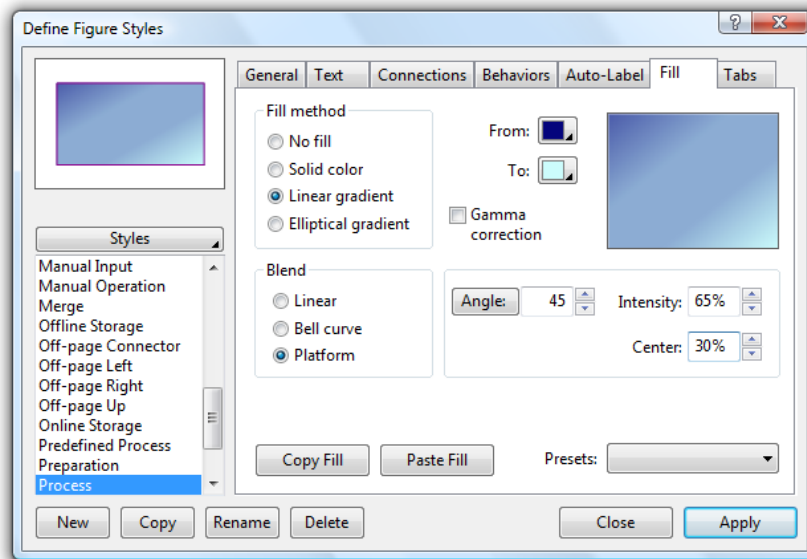 Define Figure Styles
General Text Connections Behaviors Auto-Label Fill Tabs
Fill method
No fill
Solid color
Linear gradient
Elliptical gradient
From:
To:
Gamma
correction
Styles
Manual Input
Manual Operation
Merge
Offline Storage
Off-page Connector
Off-page Left
Off-page Right
Off-page Up
Online Storage
Predefined Process
Preparation
Process
Blend
Linear
Bell curve
Platform
Angle: 45 Intensity: 65%
Center: 30%
Copy Fill Paste Fill Presets:
New Copy Rename Delete Close Apply